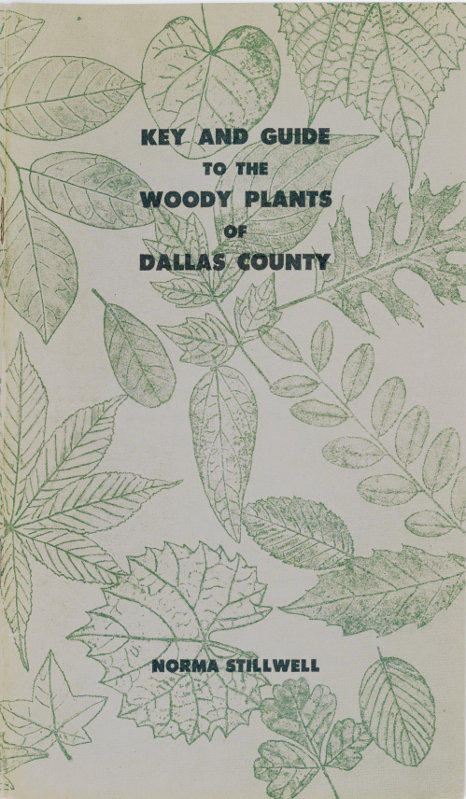 KEY AND GUIDE
TO THE
WOODY PLANTS
OF
DALLAS COUNTY
NORMA STILLWELL